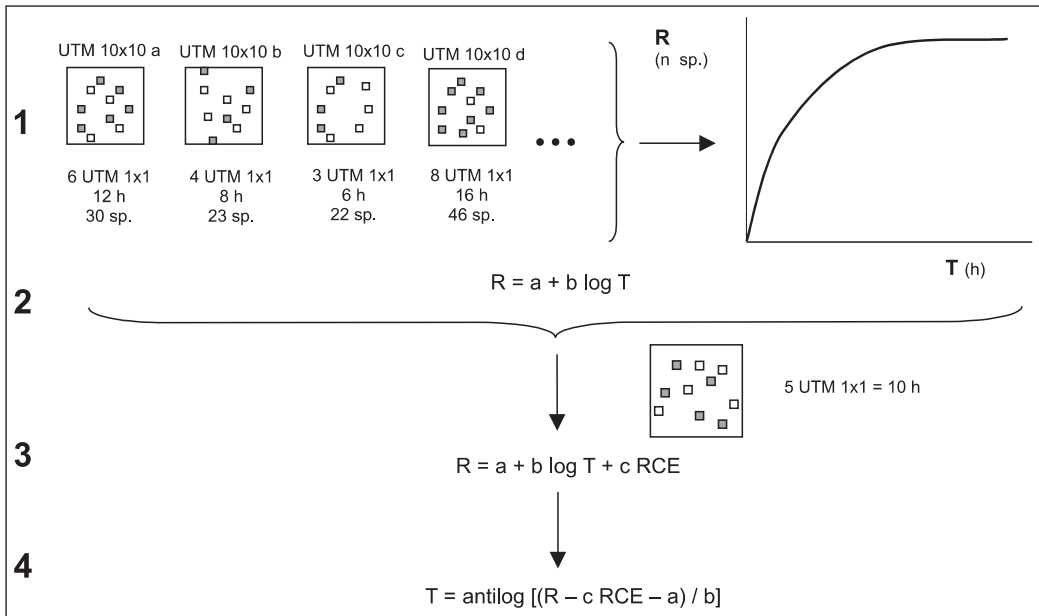 1
UTM 10x10 a
UTM 10x10 b
UTM 10x10 c
UTM 10x10 d
6 UTM 1x1
12 h
30 sp.
4 UTM 1x1
8 h
23 sp.
3 UTM 1x1
6 h
22 sp.
8 UTM 1x1
16 h
46 sp.
R
(n sp.)
T (h)
2
R = a + b log T
5 UTM 1x1 = 10 h
3
R = a + b log T + c RCE
4
T = antilog [(R – c RCE – a) / b]